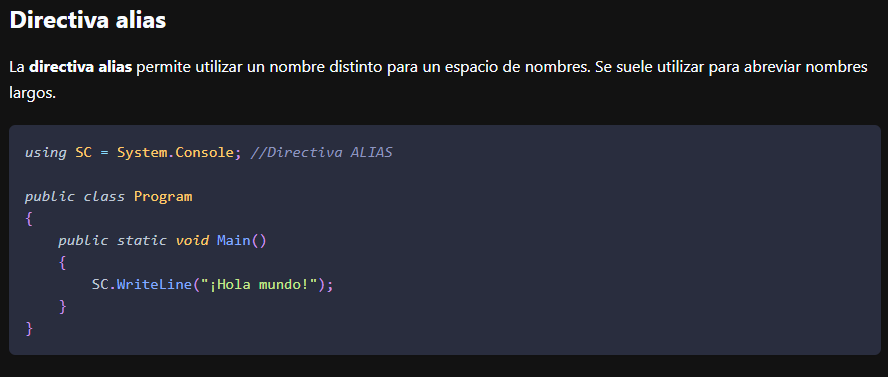 Directiva alias
La directiva alias permite utilizar un nombre distinto para un espacio de nombres. Se suele utilizar para abreviar nombres
largos.
using SC = System.Console; //Directiva ALIAS
public class Program
{
    public static void Main()
    {
        SC.WriteLine("¡Hola mundo!");
    }
}